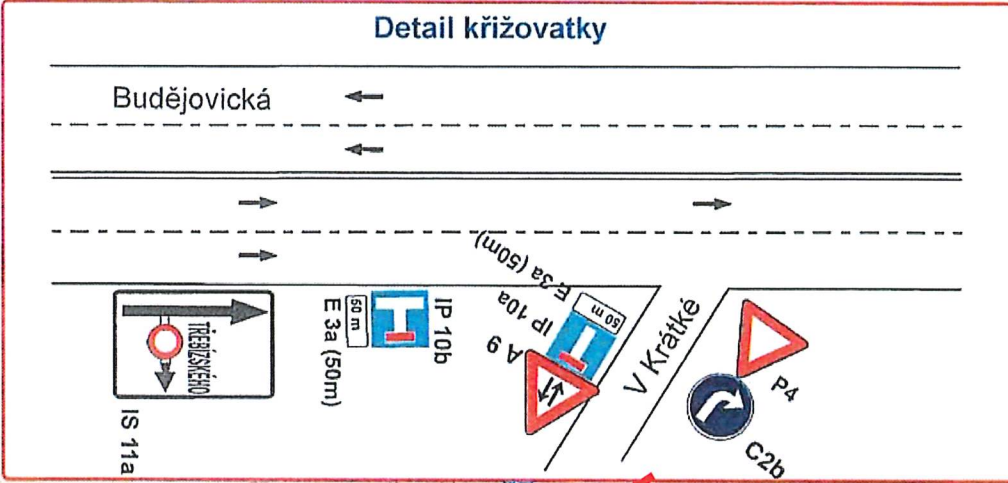 Detail křižovatky
Budějovická
TŘEBÍZSKÉHO
IS 11a
50 m
E 3a (50m)
IP 10b
E 3a (50m)
50 m
IP 10a
A 9
V Krátké
P4
C2b